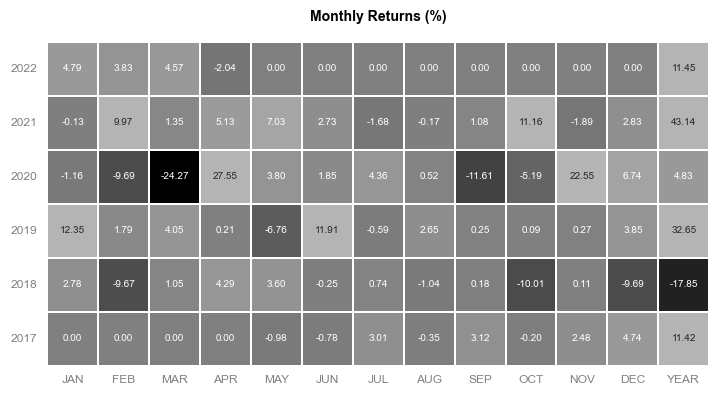 Monthly Returns (%)
2022 4.79 3.83 4.57 -2.04 0.00 0.00 0.00 0.00 0.00 0.00 0.00 0.00 11.45
2021 -0.13 9.97 1.35 5.13 7.03 2.73 -1.68 -0.17 1.08 11.16 -1.89 2.83 43.14
2020 -1.16 -9.69 -24.27 27.55 3.80 1.85 4.36 0.52 -11.61 -5.19 22.55 6.74 4.83
2019 12.35 1.79 4.05 0.21 -6.76 11.91 -0.59 2.65 0.25 0.09 0.27 3.85 32.65
2018 2.78 -9.67 1.05 4.29 3.60 -0.25 0.74 -1.04 0.18 -10.01 0.11 -9.69 -17.85
2017 0.00 0.00 0.00 0.00 -0.98 -0.78 3.01 -0.35 3.12 -0.20 2.48 4.74 11.42
JAN FEB MAR APR MAY JUN JUL AUG SEP OCT NOV DEC YEAR